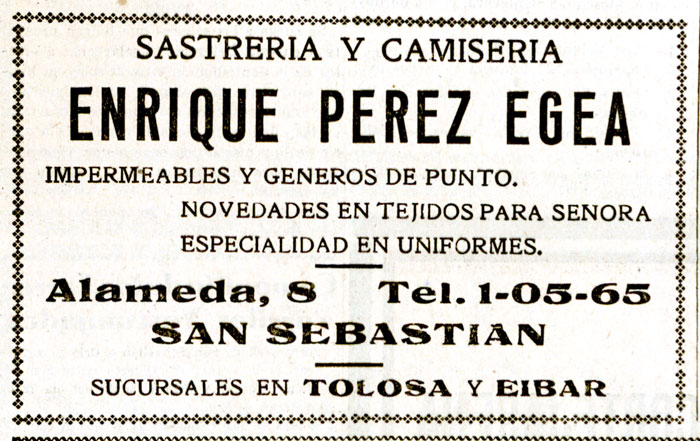 SASTRERIA Y CAMISERIA
ENRIQUE PEREZ EGEA
IMPERMEABLES Y GENEROS DE PUNTO.
NOVEDADES EN TEJIDOS PARA SENORA
ESPECIALIDAD EN UNIFORMES.
Alameda, 8 Tel. 1-05-65
SAN SEBASTIAN
SUCURSALES EN TOLOSA Y EIBAR